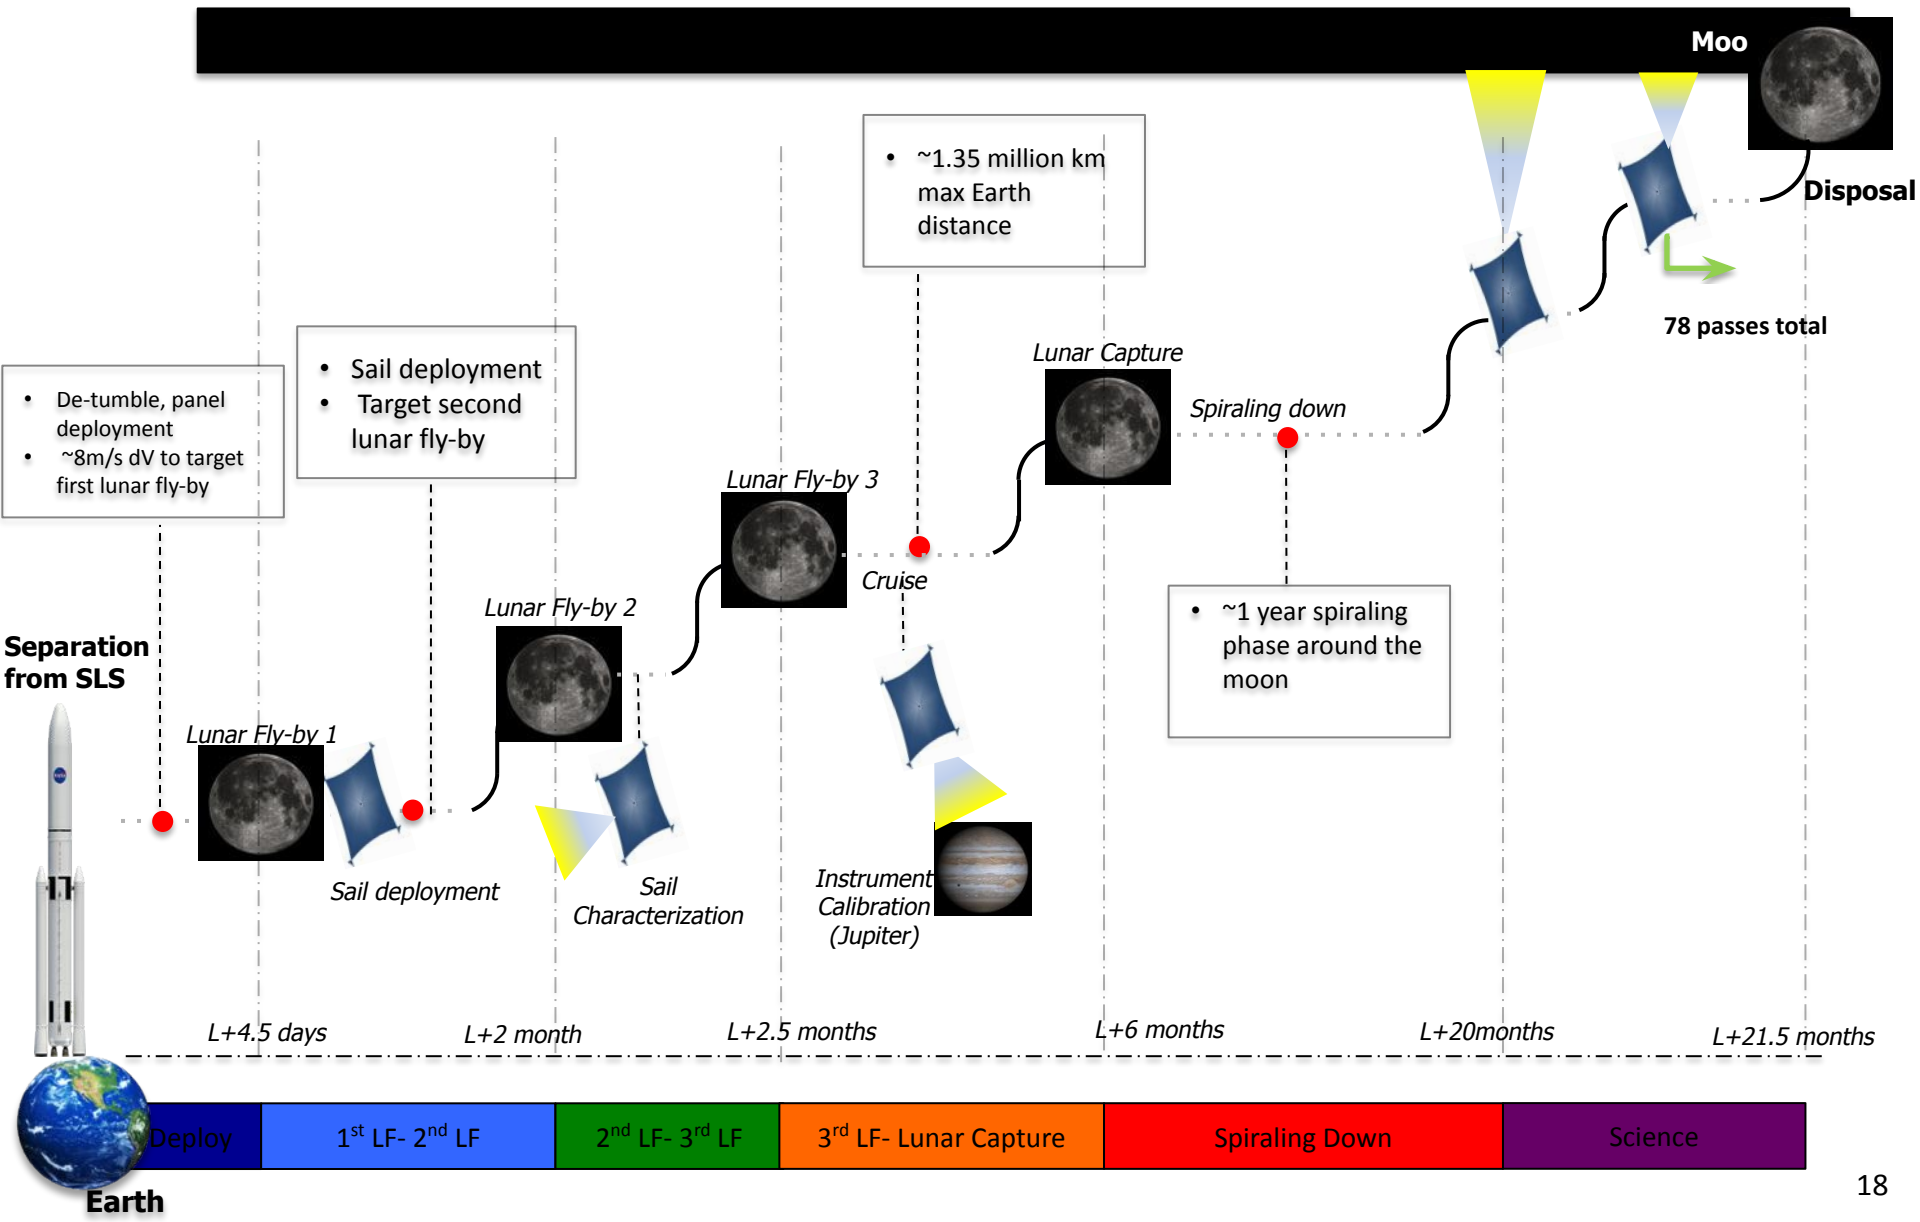 Moo
Disposal
78 passes total
• ~1.35 million km
max Earth
distance
• Sail deployment
• Target second
lunar fly-by
• De-tumble, panel
deployment
• ~8m/s dV to target
first lunar fly-by
Lunar Capture
Spiraling down
Lunar Fly-by 3
Cruise
• ~1 year spiraling
phase around the
moon
Lunar Fly-by 2
Separation
from SLS
Lunar Fly-by 1
Sail deployment
Sail
Characterization
Instrument
Calibration
(Jupiter)
L+4.5 days
L+2 month
L+2.5 months
L+6 months
L+20months
L+21.5 months
Deploy
1st LF- 2nd LF
2nd LF- 3rd LF
3rd LF- Lunar Capture
Spiraling Down
Science
Earth
18